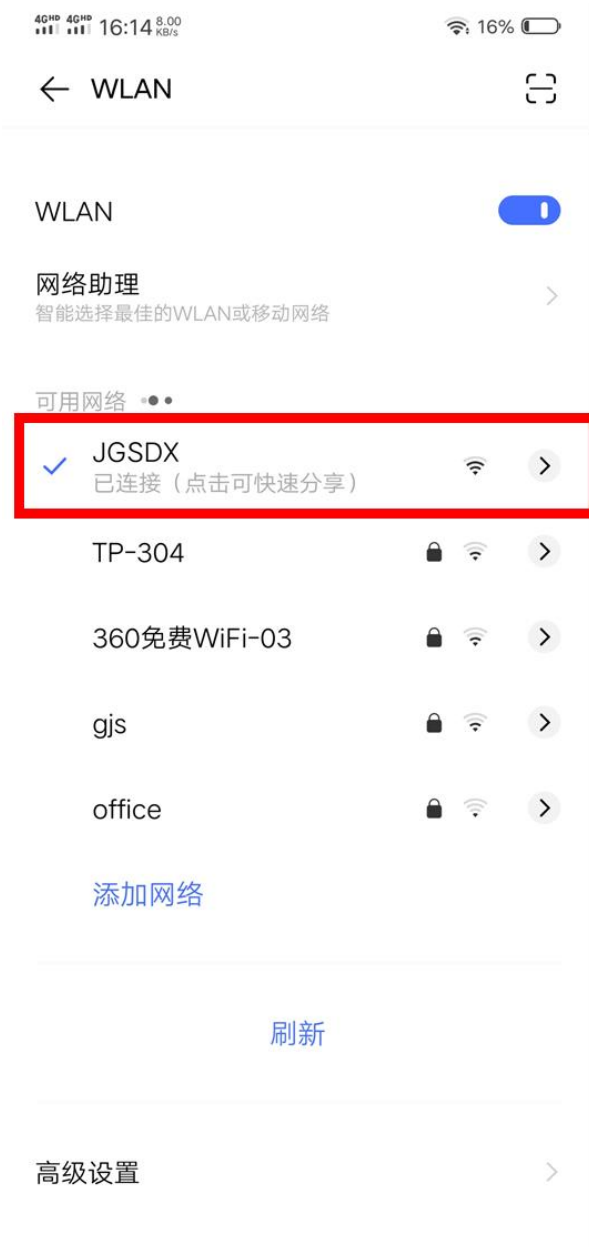 4GHD 4GHD 16:14 8.00 KB/s 16%
WLAN
WLAN
网络助理
智能选择最佳的WLAN或移动网络
可用网络
JGSDX
已连接（点击可快速分享）
TP-304
360免费WiFi-03
gjs
office
添加网络
刷新
高级设置